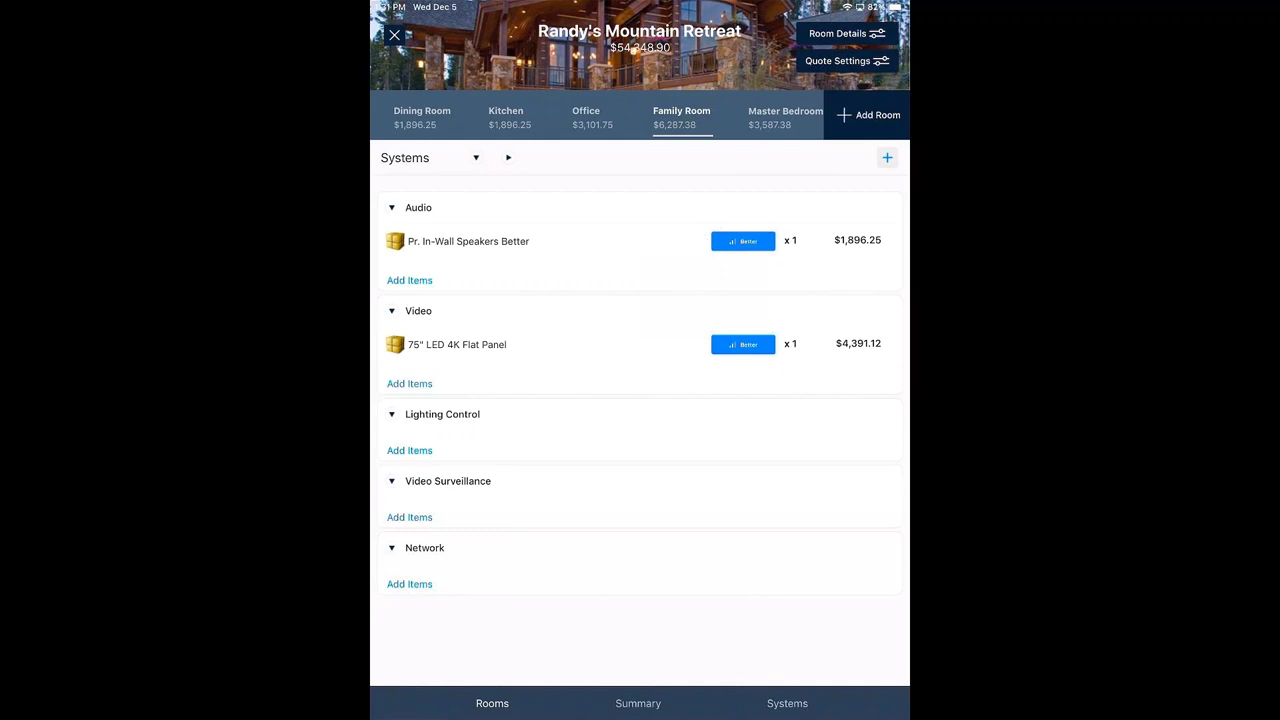 1 PM Wed Dec 5
82%
Randy's Mountain Retreat
$54,348.90
Room Details
Quote Settings
Dining Room
$1,896.25
Kitchen
$1,896.25
Office
$3,101.75
Family Room
$6,287.38
Master Bedroom
$3,587.38
Add Room
Systems
Audio
Pr. In-Wall Speakers Better Better x 1 $1,896.25
Add Items
Video
75" LED 4K Flat Panel Better x 1 $4,391.12
Add Items
Lighting Control
Add Items
Video Surveillance
Add Items
Network
Add Items
Rooms Summary Systems